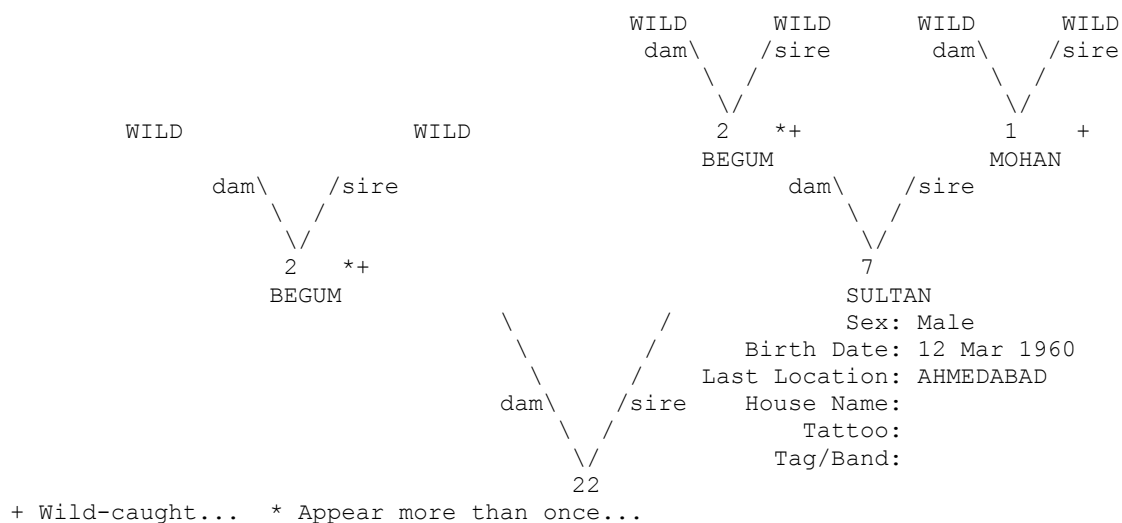 WILD WILD WILD WILD
dam\ /sire dam\ /sire
\ / \ /
\/ \/
WILD WILD 2 *+ 1 +
BEGUM MOHAN
dam\ /sire dam\ /sire
\ / \ /
\/ \/
2 *+ 7
BEGUM SULTAN
\ / Sex: Male
\ / Birth Date: 12 Mar 1960
\ / Last Location: AHMEDABAD
dam\ /sire House Name:
\ / Tattoo:
\/ Tag/Band:
22
+ Wild-caught... * Appear more than once...